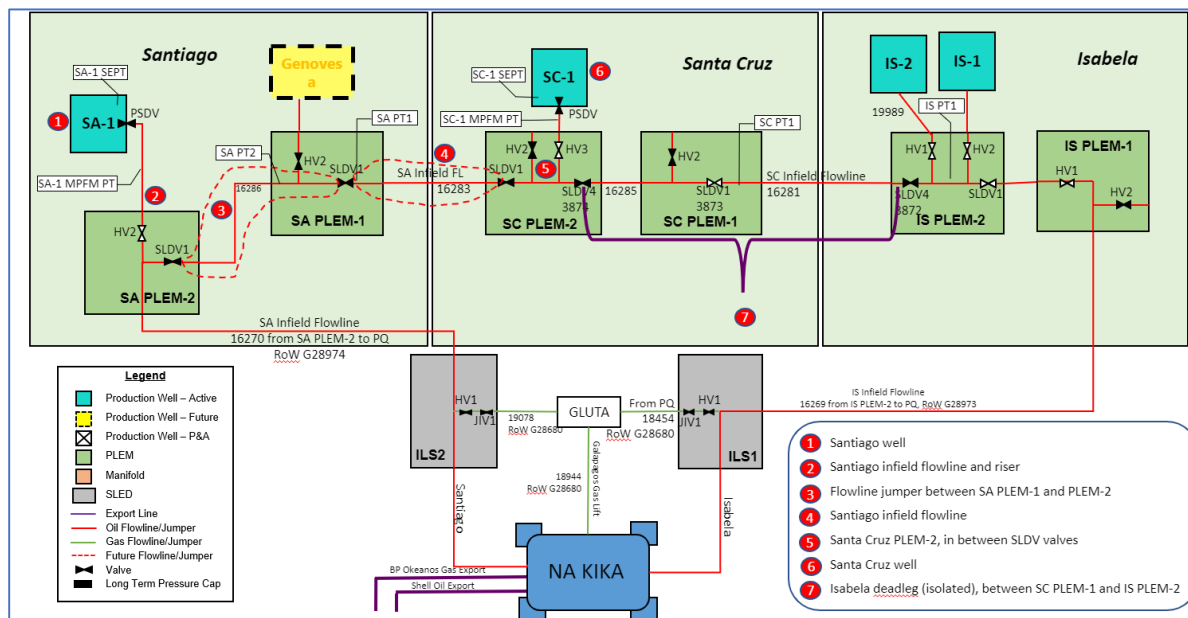 Santiago
Santa Cruz
Isabela
SA-1 SEPT
SA-1
PSDV
1
Genoves
a
SA-1 MPFM PT
2
SA PT2
SA PT1
HV2
SLDV1
16286
3
SA PLEM-1
HV2
SLDV1
SA PLEM-2
4
SA Infield FL
16283
SC-1 SEPT
SC-1
6
PSDV
SC-1 MPFM PT
HV2
HV3
SLDV1
5
SLDV4
3874
SC PLEM-2
16285
HV2
SC PT1
SLDV1
3873
SC PLEM-1
SC Infield Flowline
16281
IS-2
IS-1
19989
IS PT1
HV1
HV2
SLDV4
3872
SLDV1
IS PLEM-2
IS PLEM-1
HV1
HV2
7
SA Infield Flowline
16270 from SA PLEM-2 to PQ
RoW G28974
IS Infield Flowline
16269 from IS PLEM-2 to PQ, RoW G28973
HV1
JIV1
ILS2
19078
RoW G28680
GLUTA
From PQ
18454
RoW G28680
HV1
JIV1
ILS1
18944
RoW G28680
Galapagos Gas Lift
Santiago
Isabela
NA KIKA
BP Okeanos Gas Export
Shell Oil Export
Legend
Production Well – Active
Production Well – Future
Production Well – P&A
PLEM
Manifold
SLED
Export Line
Oil Flowline/Jumper
Gas Flowline/Jumper
Future Flowline/Jumper
Valve
Long Term Pressure Cap
1 Santiago well
2 Santiago infield flowline and riser
3 Flowline jumper between SA PLEM-1 and PLEM-2
4 Santiago infield flowline
5 Santa Cruz PLEM-2, in between SLDV valves
6 Santa Cruz well
7 Isabela deadleg (isolated), between SC PLEM-1 and IS PLEM-2